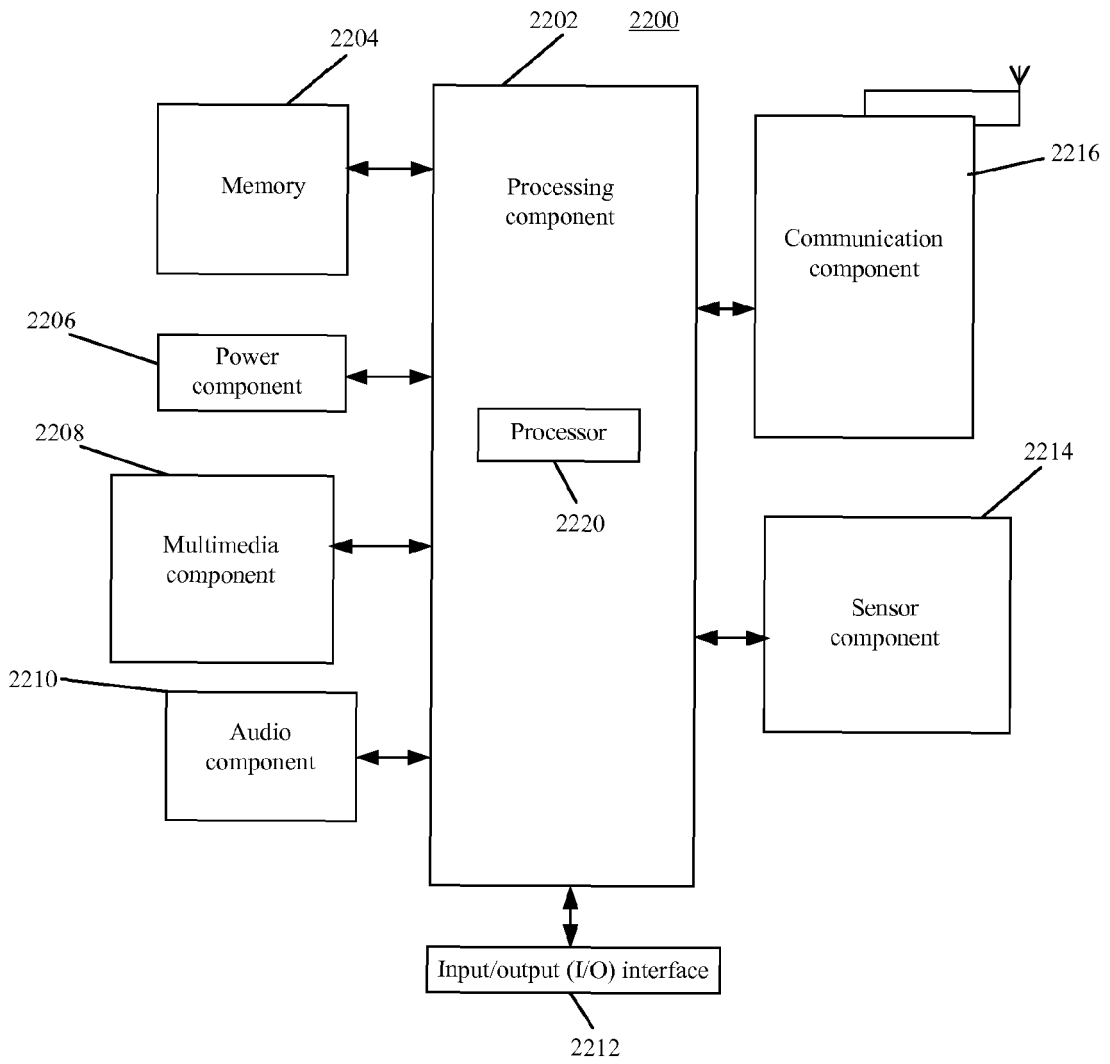 2202
2200
2204
Memory
Processing
component
2216
Communication
component
2206
Power
component
2208
Processor
2220
2214
Multimedia
component
Sensor
component
2210
Audio
component
Input/output (I/O) interface
2212